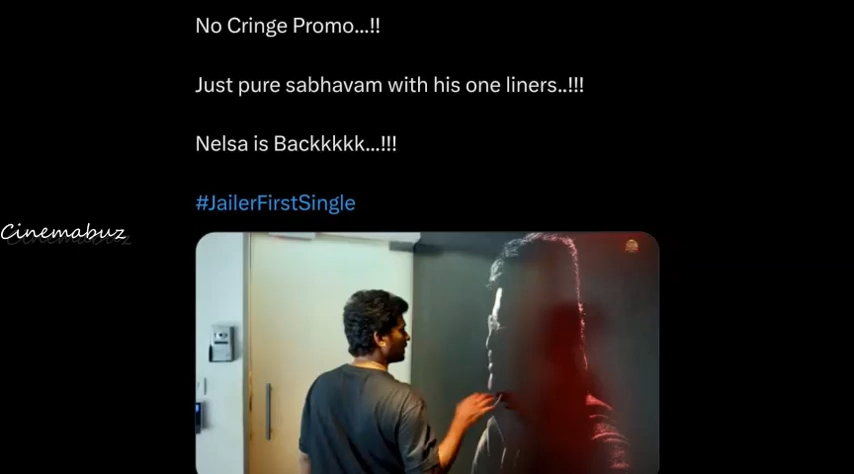 No Cringe Promo...!!
Just pure sabhavam with his one liners..!!!
Nelsa is Backkkkk...!!!
#JailerFirstSingle
Cinemabuz